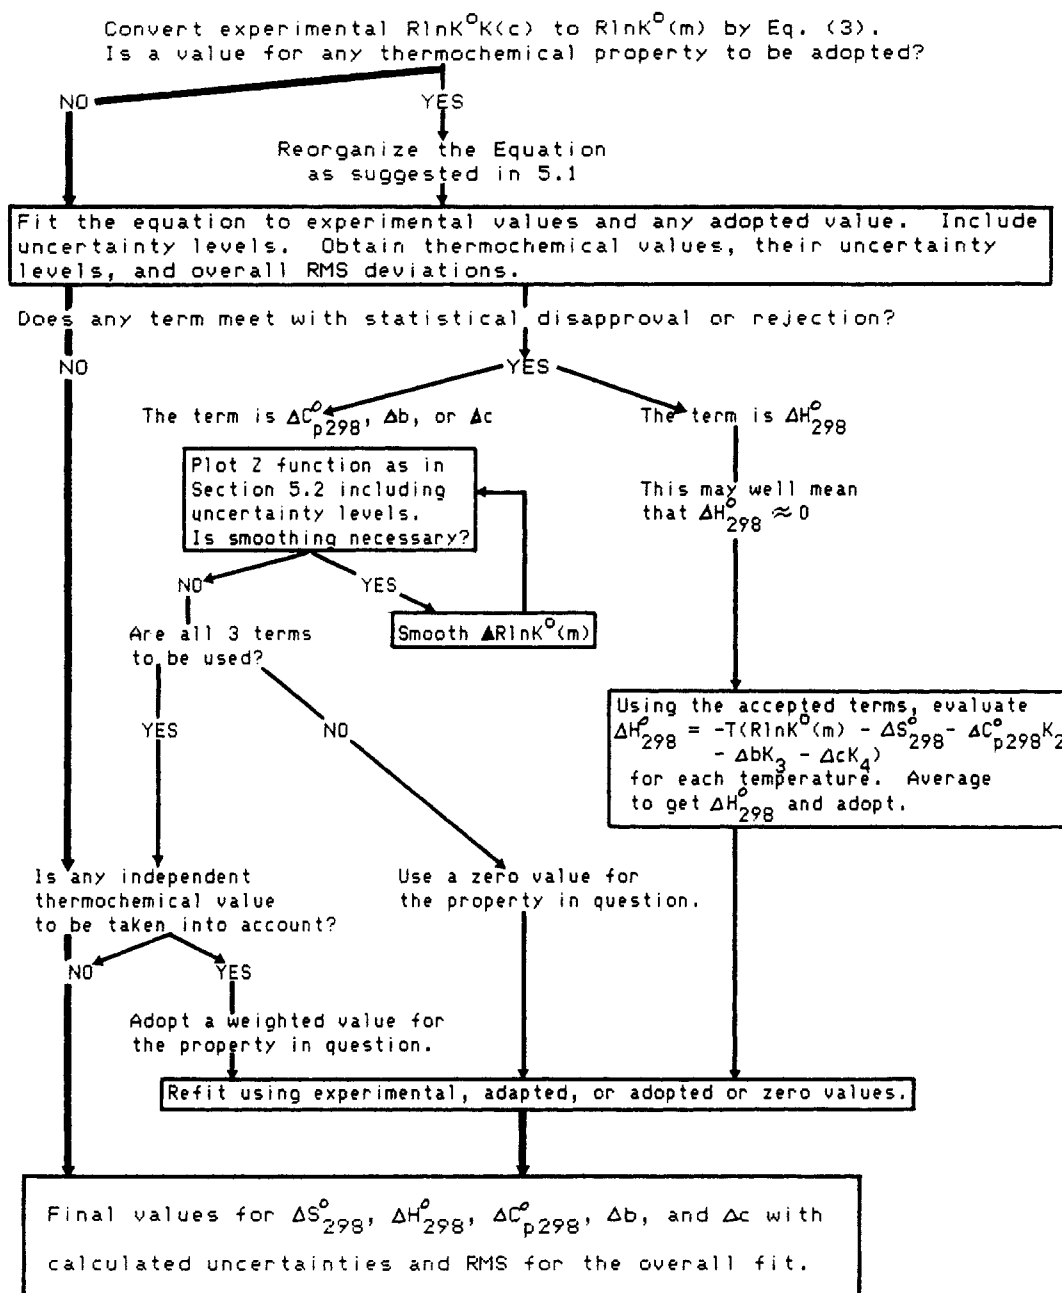 Convert experimental RlnK°K(c) to RlnK°(m) by Eq. (3).
Is a value for any thermochemical property to be adopted?
NO
YES
Reorganize the Equation
as suggested in 5.1
Fit the equation to experimental values and any adopted value. Include
uncertainty levels. Obtain thermochemical values, their uncertainty
levels, and overall RMS deviations.
Does any term meet with statistical disapproval or rejection?
NO
YES
The term is ΔC°p298, Δb, or Δc
The term is ΔH°298
Plot Z function as in
Section 5.2 including
uncertainty levels.
Is smoothing necessary?
This may well mean
that ΔH°298 ≈ 0
NO
YES
Smooth ΔRlnK°(m)
Are all 3 terms
to be used?
YES
NO
Using the accepted terms, evaluate
ΔH°298 = -T(RlnK°(m) - ΔS°298 - ΔC°p298K2
- ΔbK3 - ΔcK4)
for each temperature. Average
to get ΔH°298 and adopt.
Is any independent
thermochemical value
to be taken into account?
Use a zero value for
the property in question.
NO
YES
Adopt a weighted value for
the property in question.
Refit using experimental, adapted, or adopted or zero values.
Final values for ΔS°298, ΔH°298, ΔC°p298, Δb, and Δc with
calculated uncertainties and RMS for the overall fit.